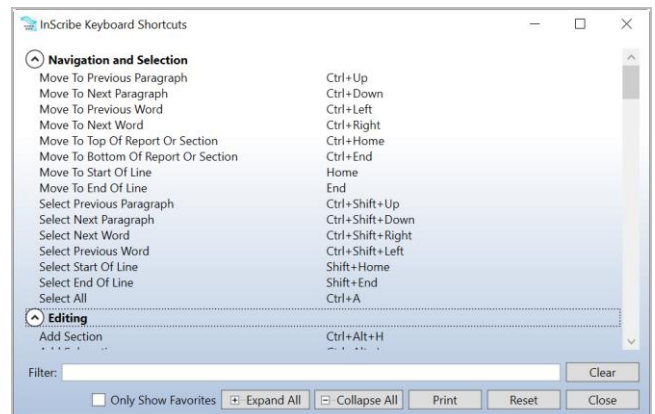 InScribe Keyboard Shortcuts
Navigation and Selection
Move To Previous Paragraph Ctrl+Up
Move To Next Paragraph Ctrl+Down
Move To Previous Word Ctrl+Left
Move To Next Word Ctrl+Right
Move To Top Of Report Or Section Ctrl+Home
Move To Bottom Of Report Or Section Ctrl+End
Move To Start Of Line Home
Move To End Of Line End
Select Previous Paragraph Ctrl+Shift+Up
Select Next Paragraph Ctrl+Shift+Down
Select Next Word Ctrl+Shift+Right
Select Previous Word Ctrl+Shift+Left
Select Start Of Line Shift+Home
Select End Of Line Shift+End
Select All Ctrl+A
Editing
Add Section Ctrl+Alt+H
Filter: Clear
Only Show Favorites Expand All Collapse All Print Reset Close